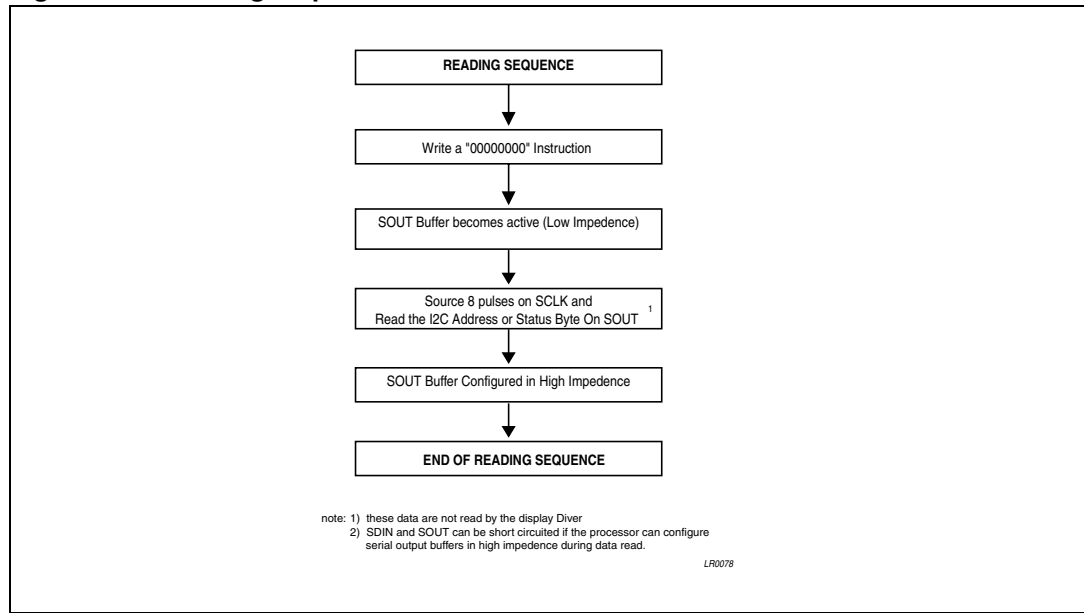 READING SEQUENCE
Write a "00000000" Instruction
SOUT Buffer becomes active (Low Impedence)
Source 8 pulses on SCLK and
Read the I2C Address or Status Byte On SOUT 1
SOUT Buffer Configured in High Impedence
END OF READING SEQUENCE
note: 1) these data are not read by the display Diver
2) SDIN and SOUT can be short circuited if the processor can configure
serial output buffers in high impedence during data read.
LR0078